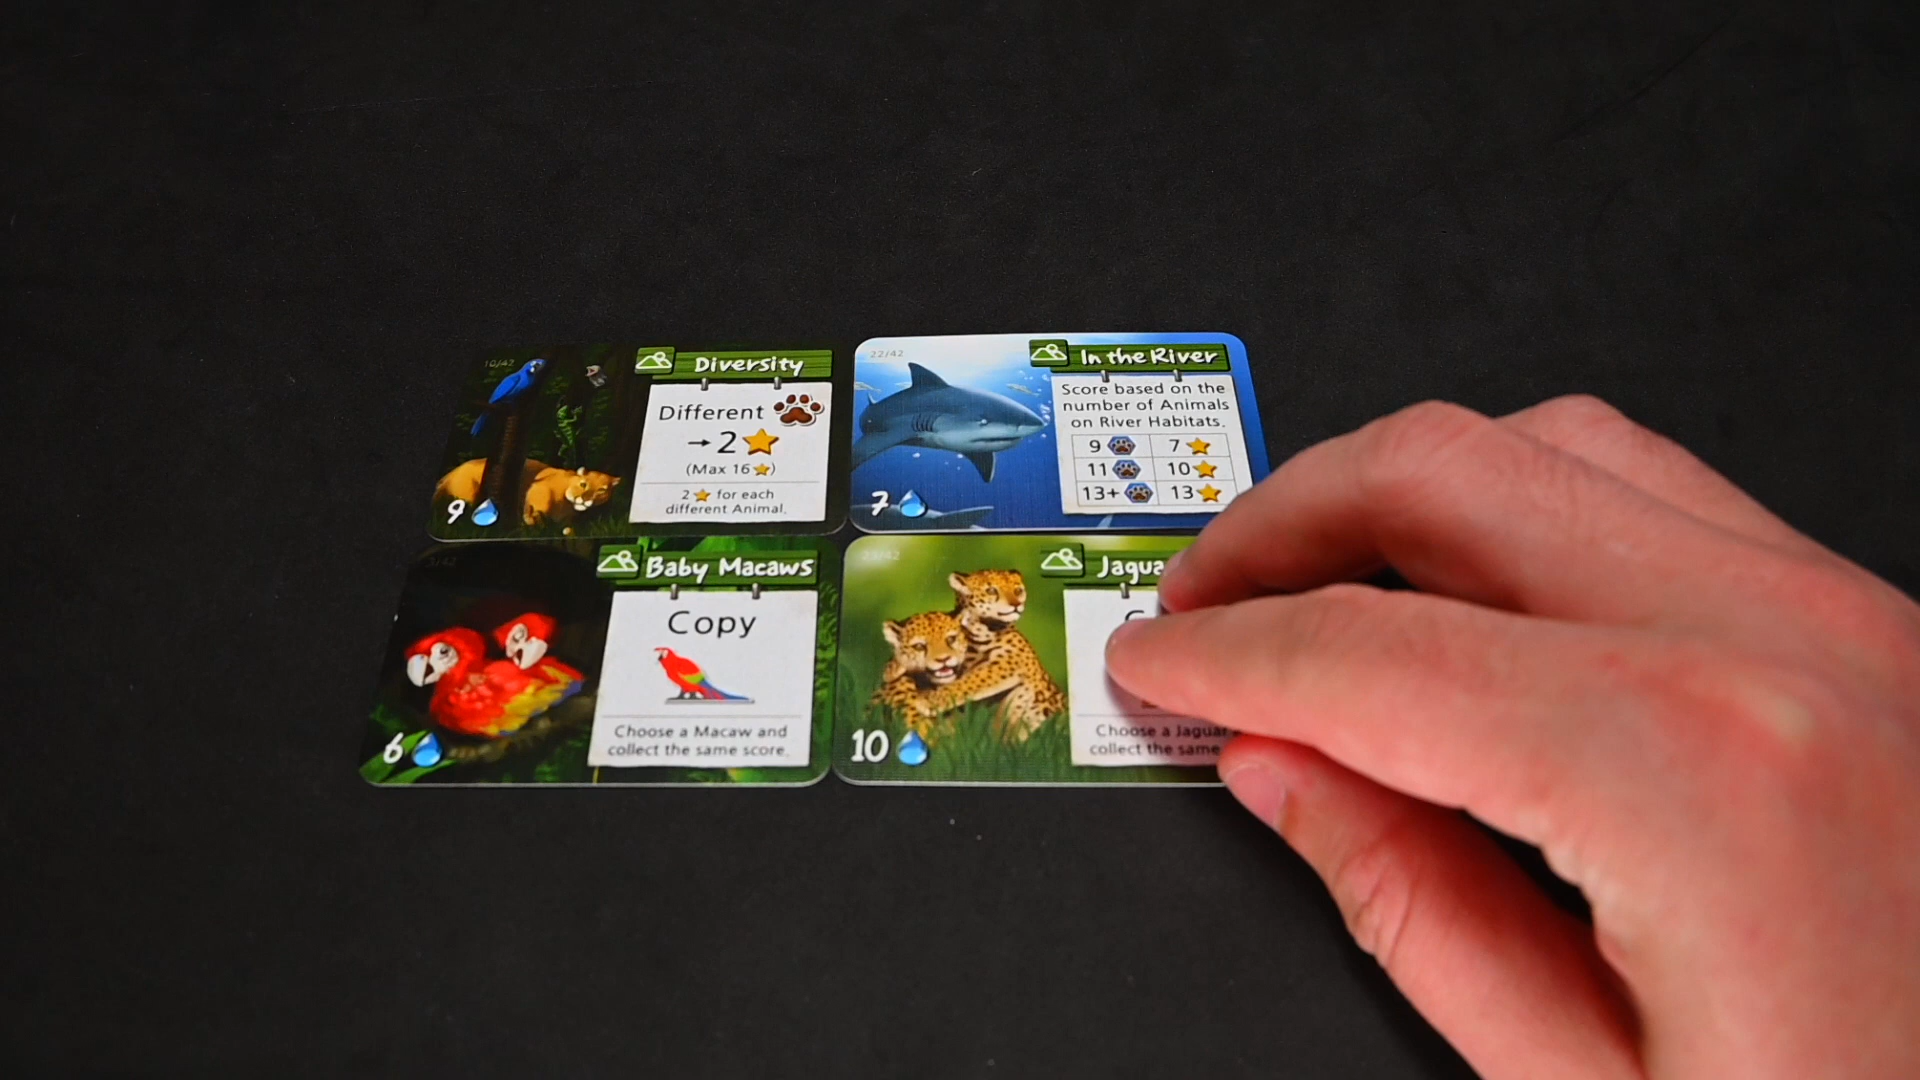 10/42
Diversity
Different
→ 2
(Max 16)
2 for each
different Animal.
9
22/42
In the River
Score based on the
number of Animals
on River Habitats.
9 7
11 10
13+ 13
7
Baby Macaws
Copy
Choose a Macaw and
collect the same score.
6
Choose a Jaguar
collect the same
10